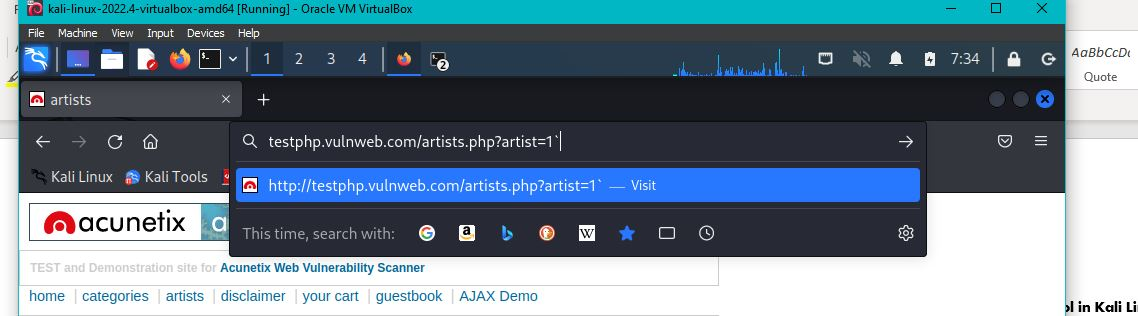 kali-linux-2022.4-virtualbox-amd64 [Running] - Oracle VM VirtualBox
File Machine View Input Devices Help
1 2 3 4 2 7:34
AaBbCcDc
Quote
artists
testphp.vulnweb.com/artists.php?artist=1`
http://testphp.vulnweb.com/artists.php?artist=1` — Visit
Kali Linux Kali Tools
This time, search with:
acunetix
TEST and Demonstration site for Acunetix Web Vulnerability Scanner
home | categories | artists | disclaimer | your cart | guestbook | AJAX Demo
ol in Kali Li